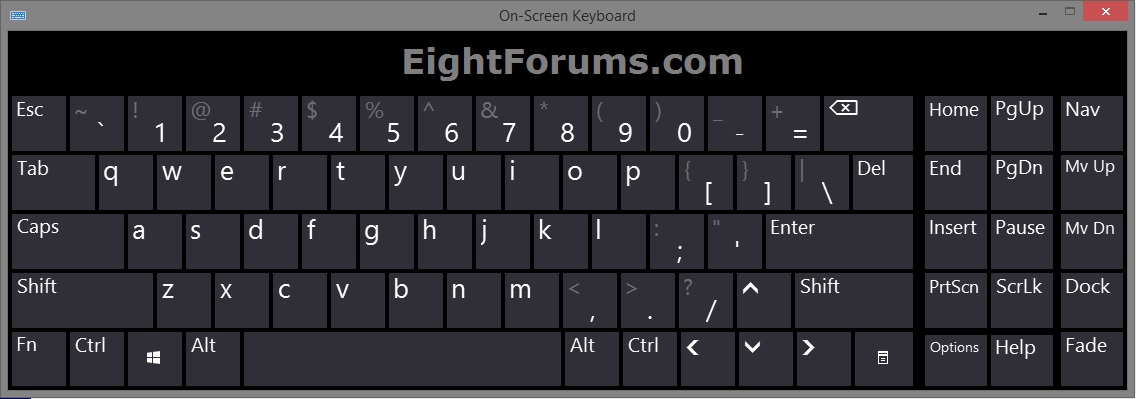 On-Screen Keyboard
EightForums.com
Esc ~ ` ! 1 @ 2 # 3 $ 4 % 5 ^ 6 & 7 * 8 ( 9 ) 0 _ - + = Home PgUp Nav
Tab q w e r t y u i o p { [ } ] | \ Del End PgDn Mv Up
Caps a s d f g h j k l : ; " ' Enter Insert Pause Mv Dn
Shift z x c v b n m < , > . ? / Shift PrtScn ScrLk Dock
Fn Ctrl Alt Alt Ctrl Options Help Fade